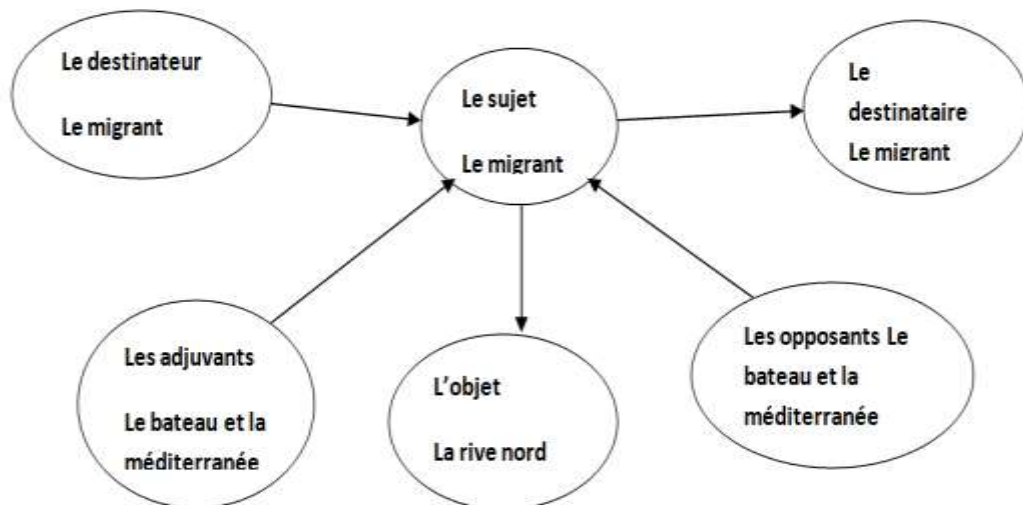 Le destinateur
Le migrant
Le sujet
Le migrant
Le
destinataire
Le migrant
Les adjuvants
Le bateau et la
méditerranée
L'objet
La rive nord
Les opposants Le
bateau et la
méditerranée